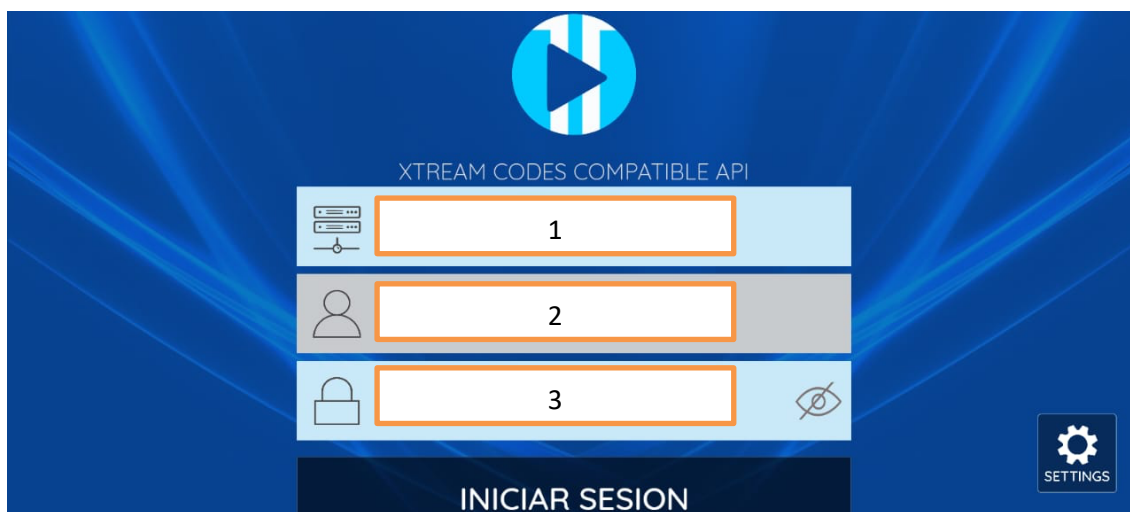 XTREAM CODES COMPATIBLE API
1
2
3
INICIAR SESION
SETTINGS